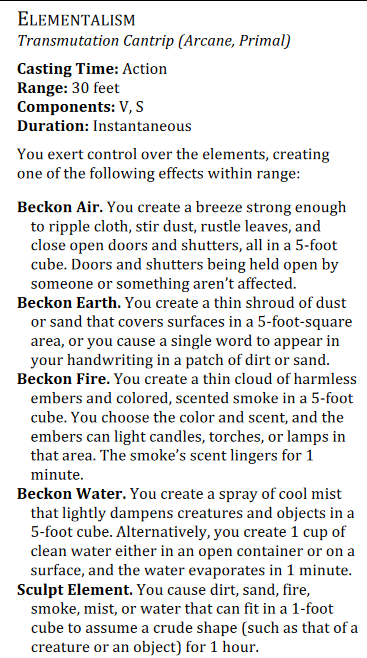 ELEMENTALISM
Transmutation Cantrip (Arcane, Primal)
Casting Time: Action
Range: 30 feet
Components: V, S
Duration: Instantaneous
You exert control over the elements, creating
one of the following effects within range:
Beckon Air. You create a breeze strong enough
to ripple cloth, stir dust, rustle leaves, and
close open doors and shutters, all in a 5-foot
cube. Doors and shutters being held open by
someone or something aren’t affected.
Beckon Earth. You create a thin shroud of dust
or sand that covers surfaces in a 5-foot-square
area, or you cause a single word to appear in
your handwriting in a patch of dirt or sand.
Beckon Fire. You create a thin cloud of harmless
embers and colored, scented smoke in a 5-foot
cube. You choose the color and scent, and the
embers can light candles, torches, or lamps in
that area. The smoke’s scent lingers for 1
minute.
Beckon Water. You create a spray of cool mist
that lightly dampens creatures and objects in a
5-foot cube. Alternatively, you create 1 cup of
clean water either in an open container or on a
surface, and the water evaporates in 1 minute.
Sculpt Element. You cause dirt, sand, fire,
smoke, mist, or water that can fit in a 1-foot
cube to assume a crude shape (such as that of a
creature or an object) for 1 hour.